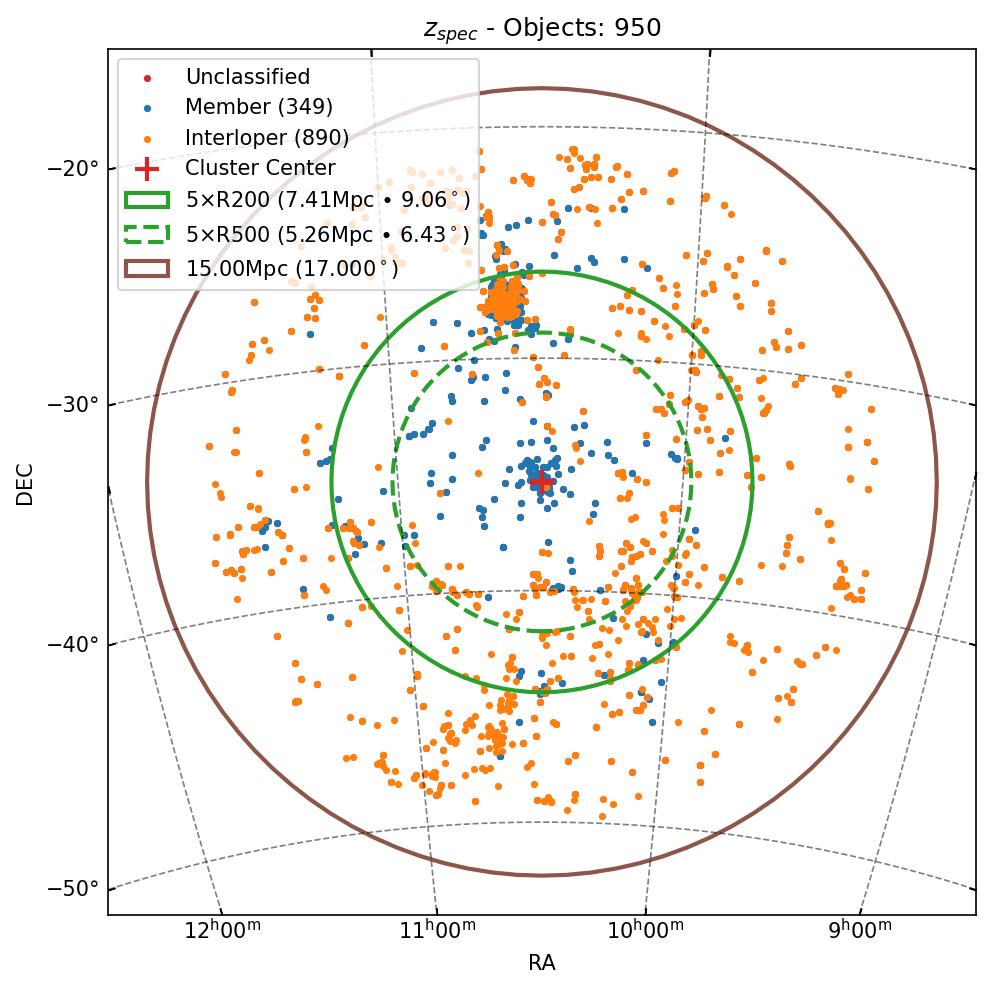 z_spec - Objects: 950
Unclassified
Member (349)
Interloper (890)
Cluster Center
5×R200 (7.41Mpc • 9.06°)
5×R500 (5.26Mpc • 6.43°)
15.00Mpc (17.000°)
−20°
−30°
−40°
−50°
DEC
12h00m 11h00m 10h00m 9h00m
RA